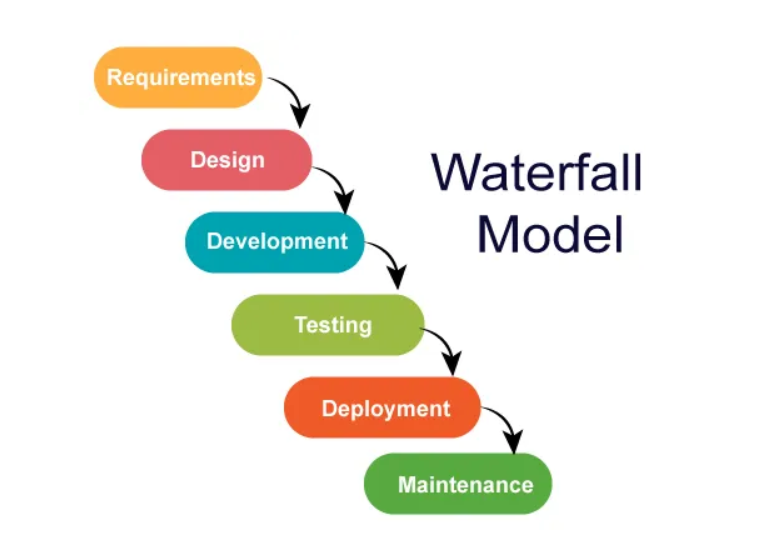 Requirements
Design
Development
Testing
Deployment
Maintenance
Waterfall
Model